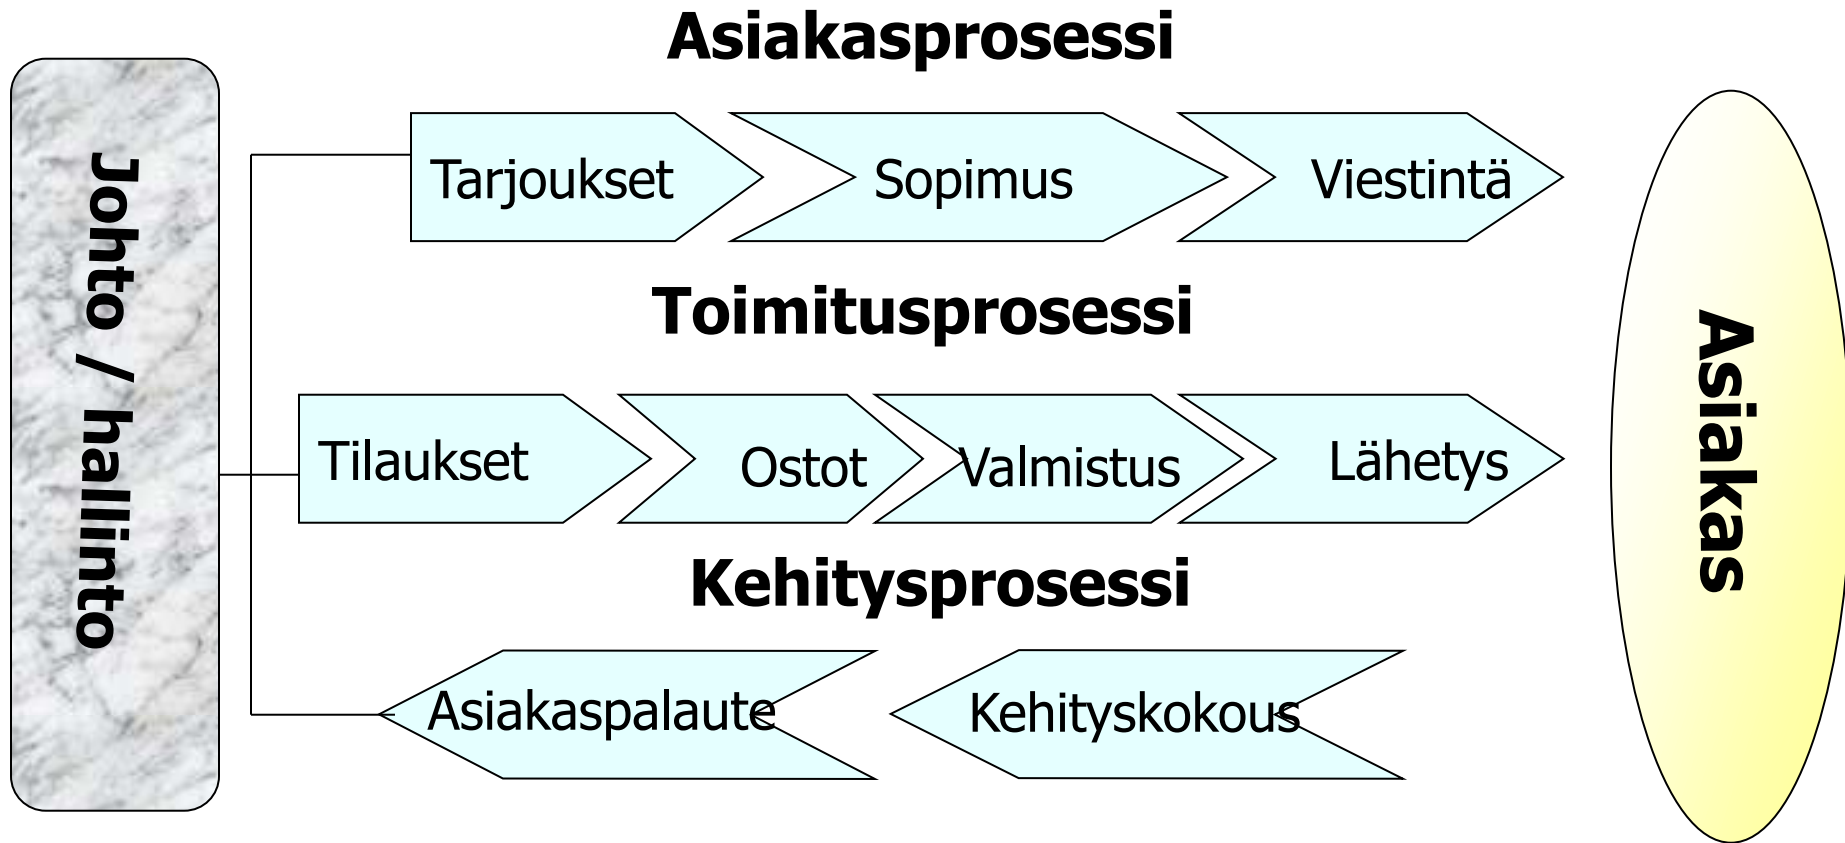 Asiakasprosessi
Johto / hallinto
Tarjoukset
Sopimus
Viestintä
Toimitusprosessi
Tilaukset
Ostot
Valmistus
Lähetys
Asiakas
Kehitysprosessi
Asiakaspalaute
Kehityskokous